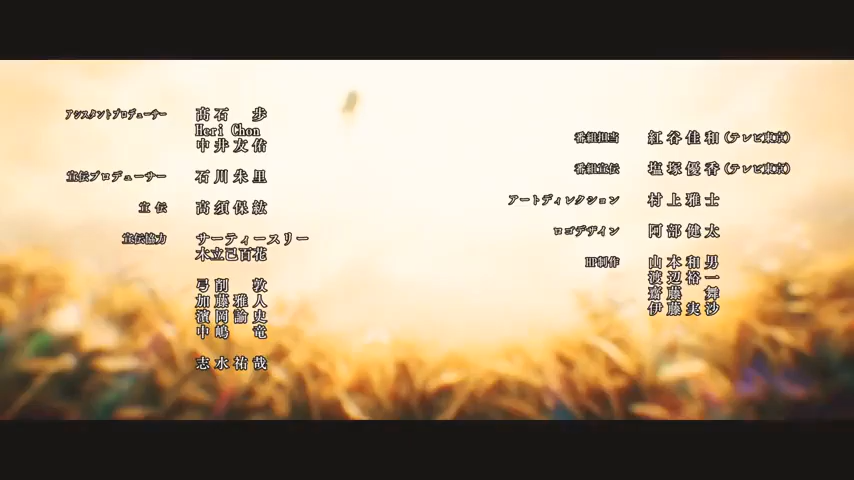 アシスタントプロデューサー 高石 歩
Heri Chon
中井友佑
宣伝プロデューサー 石川朱里
宣伝 高須保紘
宣伝協力 サーティースリー
木立己百花
弓削 敦
加藤雅人
濱岡諭史
中嶋 竜
志水祐哉
番組担当 紅谷佳和(テレビ東京)
番組宣伝 塩塚優香(テレビ東京)
アートディレクション 村上雅士
ロゴデザイン 阿部健太
HP制作 山本和男
渡辺裕一
齋藤 舞
伊藤実沙